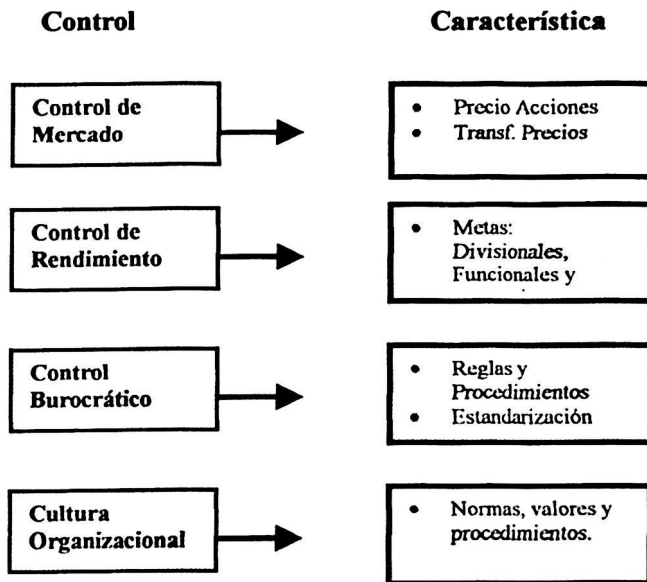 Control Característica
Control de
Mercado
• Precio Acciones
• Transf. Precios
Control de
Rendimiento
• Metas:
Divisionales,
Funcionales y
Control
Burocrático
• Reglas y
Procedimientos
• Estandarización
Cultura
Organizacional
• Normas, valores y
procedimientos.